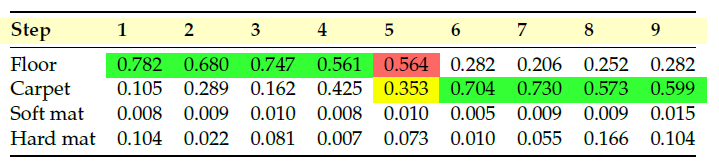 Step 1 2 3 4 5 6 7 8 9
Floor 0.782 0.680 0.747 0.561 0.564 0.282 0.206 0.252 0.282
Carpet 0.105 0.289 0.162 0.425 0.353 0.704 0.730 0.573 0.599
Soft mat 0.008 0.009 0.010 0.008 0.010 0.005 0.009 0.009 0.015
Hard mat 0.104 0.022 0.081 0.007 0.073 0.010 0.055 0.166 0.104